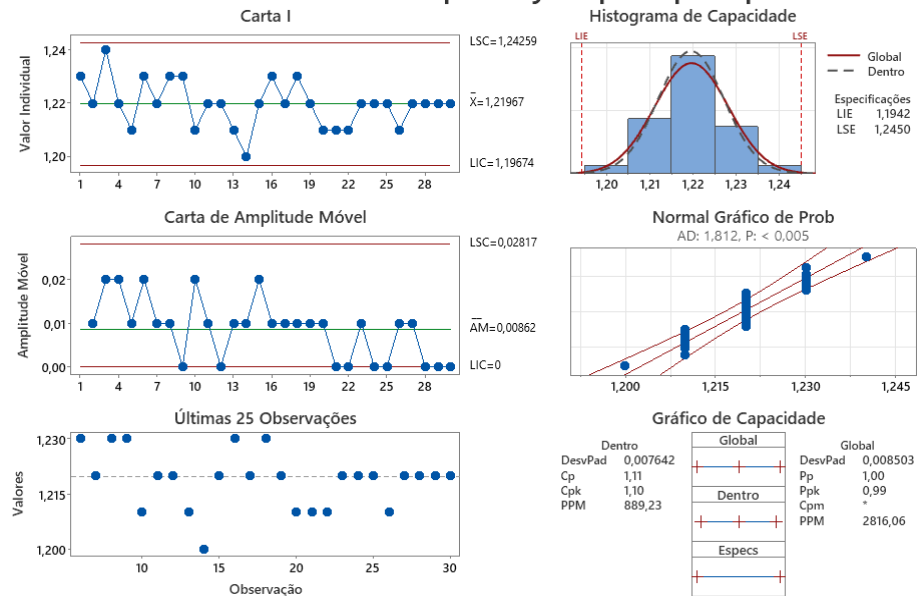 Carta I
Valor Individual
1,24
1,22
1,20
LSC=1,24259
X̄=1,21967
LIC=1,19674
1 4 7 10 13 16 19 22 25 28
Histograma de Capacidade
LIE LSE
Global
Dentro
Especificações
LIE 1,1942
LSE 1,2450
1,20 1,21 1,22 1,23 1,24
Carta de Amplitude Móvel
Amplitude Móvel
0,02
0,01
0,00
LSC=0,02817
A̅M̅=0,00862
LIC=0
1 4 7 10 13 16 19 22 25 28
Normal Gráfico de Prob
AD: 1,812, P: < 0,005
1,200 1,215 1,230 1,245
Últimas 25 Observações
Valores
1,230
1,215
1,200
10 15 20 25 30
Observação
Gráfico de Capacidade
Dentro
DesvPad 0,007642
Cp 1,11
Cpk 1,10
PPM 889,23
Global
Dentro
Especs
Global
DesvPad 0,008503
Pp 1,00
Ppk 0,99
Cpm *
PPM 2816,06